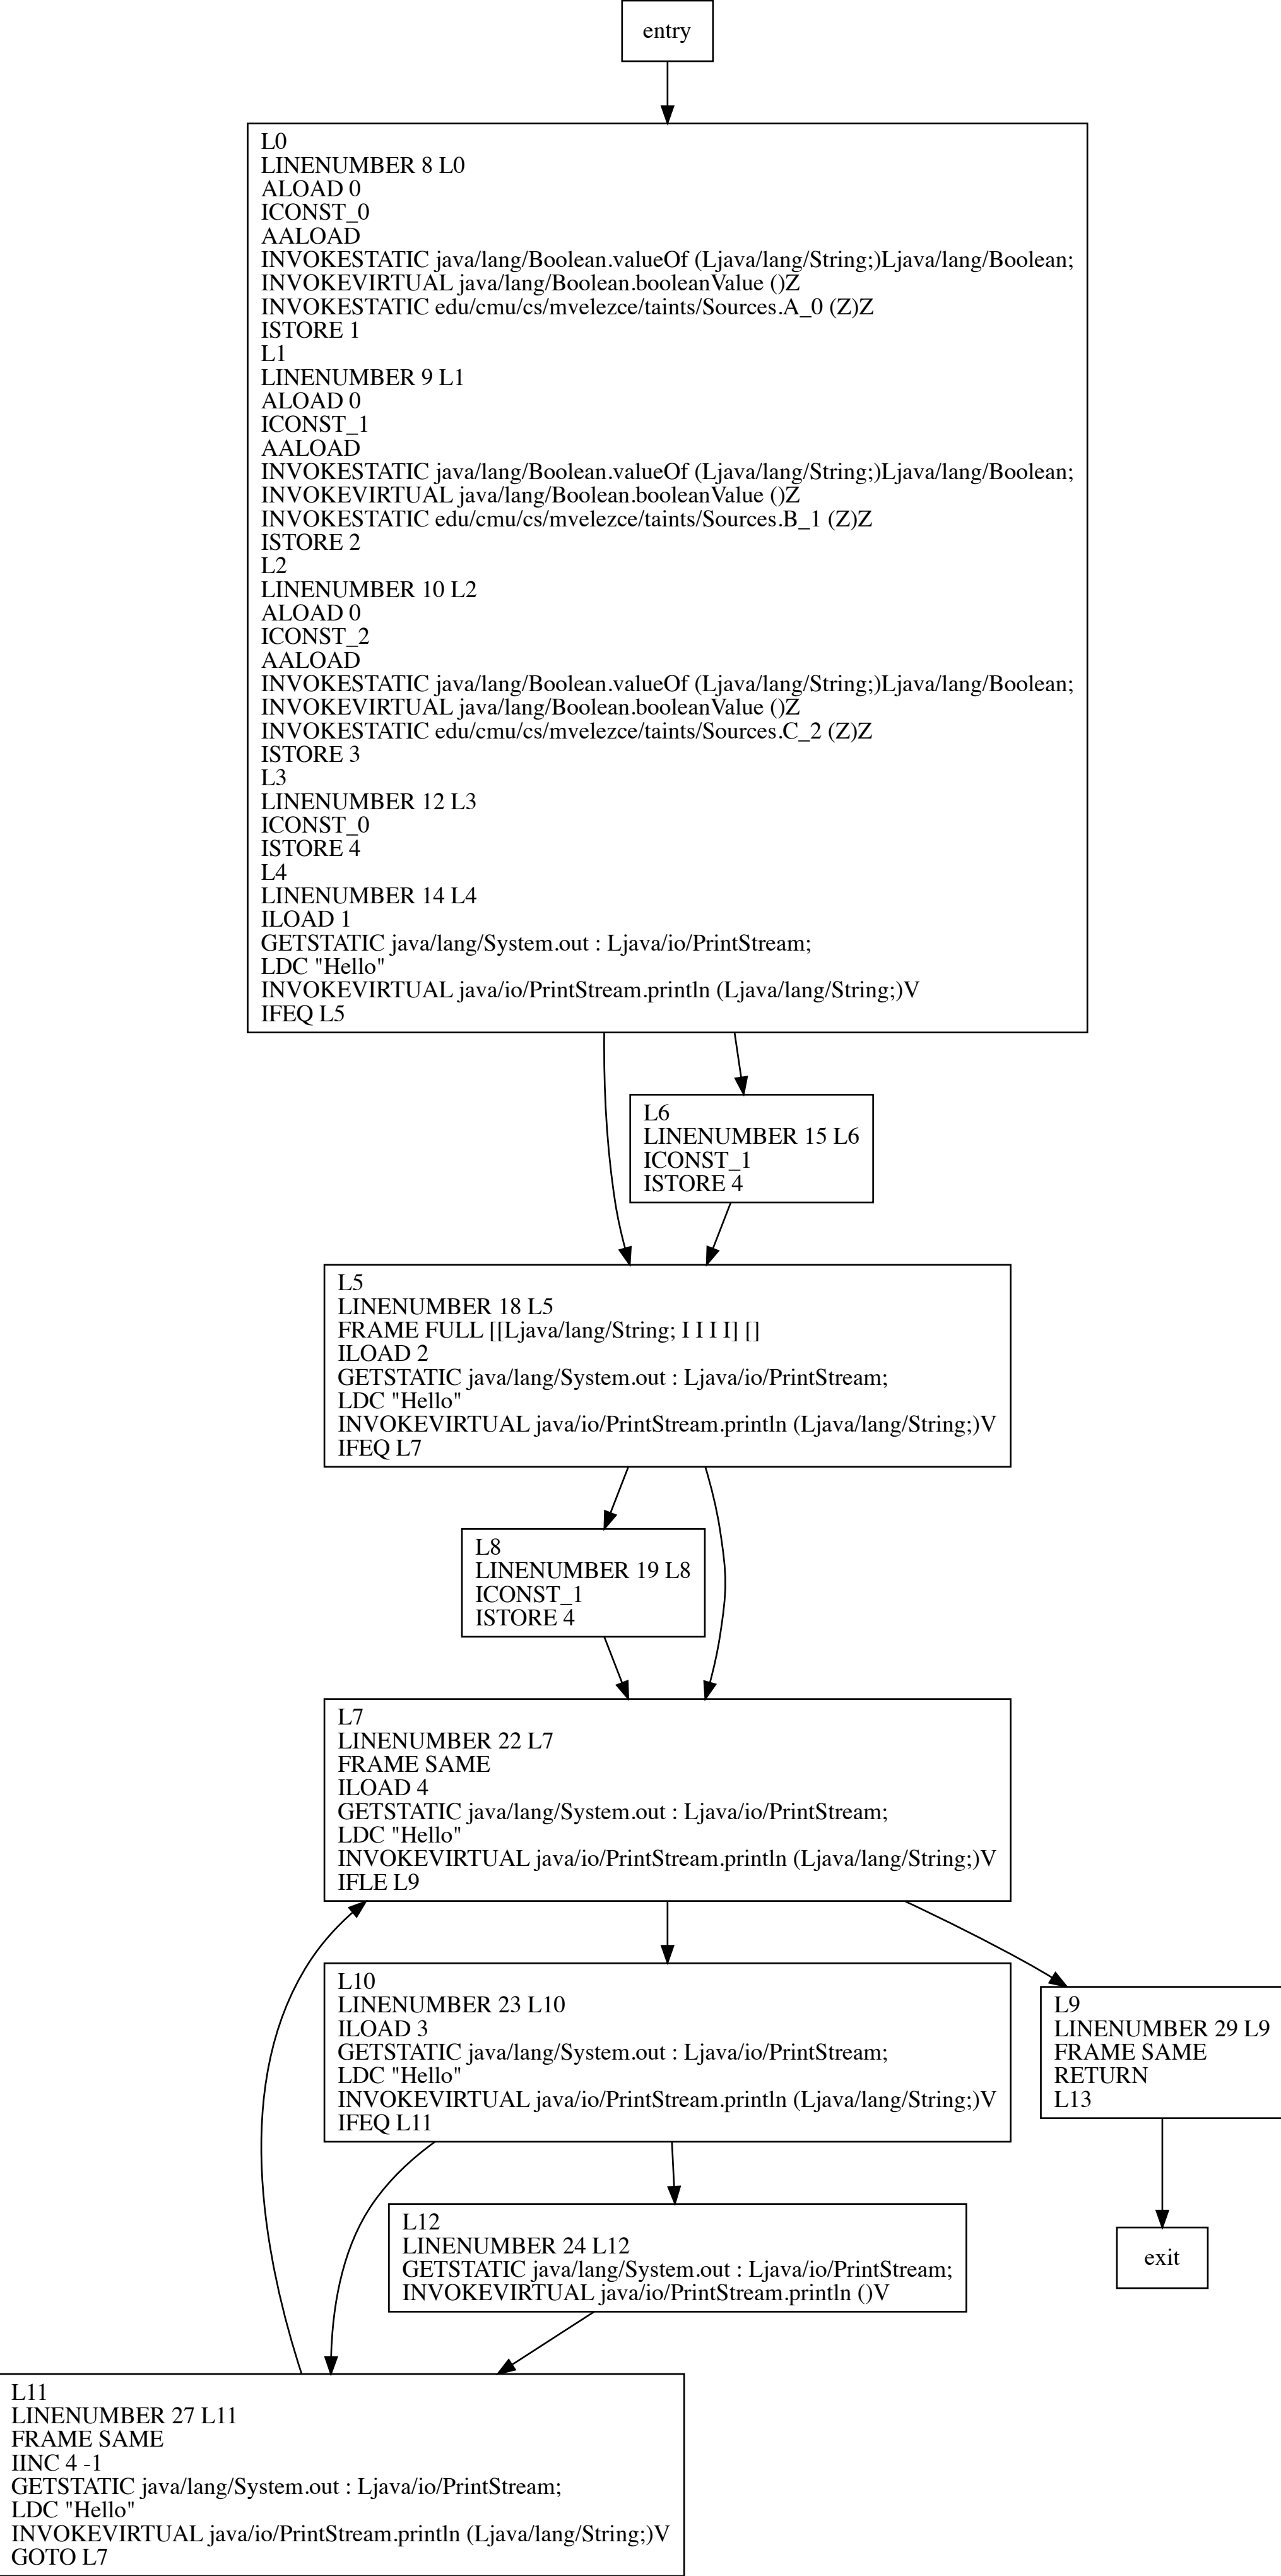 entry
L0
LINENUMBER 8 L0
ALOAD 0
ICONST_0
AALOAD
INVOKESTATIC java/lang/Boolean.valueOf (Ljava/lang/String;)Ljava/lang/Boolean;
INVOKEVIRTUAL java/lang/Boolean.booleanValue ()Z
INVOKESTATIC edu/cmu/cs/mvelezce/taints/Sources.A_0 (Z)Z
ISTORE 1
L1
LINENUMBER 9 L1
ALOAD 0
ICONST_1
AALOAD
INVOKESTATIC java/lang/Boolean.valueOf (Ljava/lang/String;)Ljava/lang/Boolean;
INVOKEVIRTUAL java/lang/Boolean.booleanValue ()Z
INVOKESTATIC edu/cmu/cs/mvelezce/taints/Sources.B_1 (Z)Z
ISTORE 2
L2
LINENUMBER 10 L2
ALOAD 0
ICONST_2
AALOAD
INVOKESTATIC java/lang/Boolean.valueOf (Ljava/lang/String;)Ljava/lang/Boolean;
INVOKEVIRTUAL java/lang/Boolean.booleanValue ()Z
INVOKESTATIC edu/cmu/cs/mvelezce/taints/Sources.C_2 (Z)Z
ISTORE 3
L3
LINENUMBER 12 L3
ICONST_0
ISTORE 4
L4
LINENUMBER 14 L4
ILOAD 1
GETSTATIC java/lang/System.out : Ljava/io/PrintStream;
LDC "Hello"
INVOKEVIRTUAL java/io/PrintStream.println (Ljava/lang/String;)V
IFEQ L5
L6
LINENUMBER 15 L6
ICONST_1
ISTORE 4
L5
LINENUMBER 18 L5
FRAME FULL [[Ljava/lang/String; I I I I] []
ILOAD 2
GETSTATIC java/lang/System.out : Ljava/io/PrintStream;
LDC "Hello"
INVOKEVIRTUAL java/io/PrintStream.println (Ljava/lang/String;)V
IFEQ L7
L8
LINENUMBER 19 L8
ICONST_1
ISTORE 4
L7
LINENUMBER 22 L7
FRAME SAME
ILOAD 4
GETSTATIC java/lang/System.out : Ljava/io/PrintStream;
LDC "Hello"
INVOKEVIRTUAL java/io/PrintStream.println (Ljava/lang/String;)V
IFLE L9
L10
LINENUMBER 23 L10
ILOAD 3
GETSTATIC java/lang/System.out : Ljava/io/PrintStream;
LDC "Hello"
INVOKEVIRTUAL java/io/PrintStream.println (Ljava/lang/String;)V
IFEQ L11
L9
LINENUMBER 29 L9
FRAME SAME
RETURN
L13
L12
LINENUMBER 24 L12
GETSTATIC java/lang/System.out : Ljava/io/PrintStream;
INVOKEVIRTUAL java/io/PrintStream.println ()V
exit
L11
LINENUMBER 27 L11
FRAME SAME
IINC 4 -1
GETSTATIC java/lang/System.out : Ljava/io/PrintStream;
LDC "Hello"
INVOKEVIRTUAL java/io/PrintStream.println (Ljava/lang/String;)V
GOTO L7